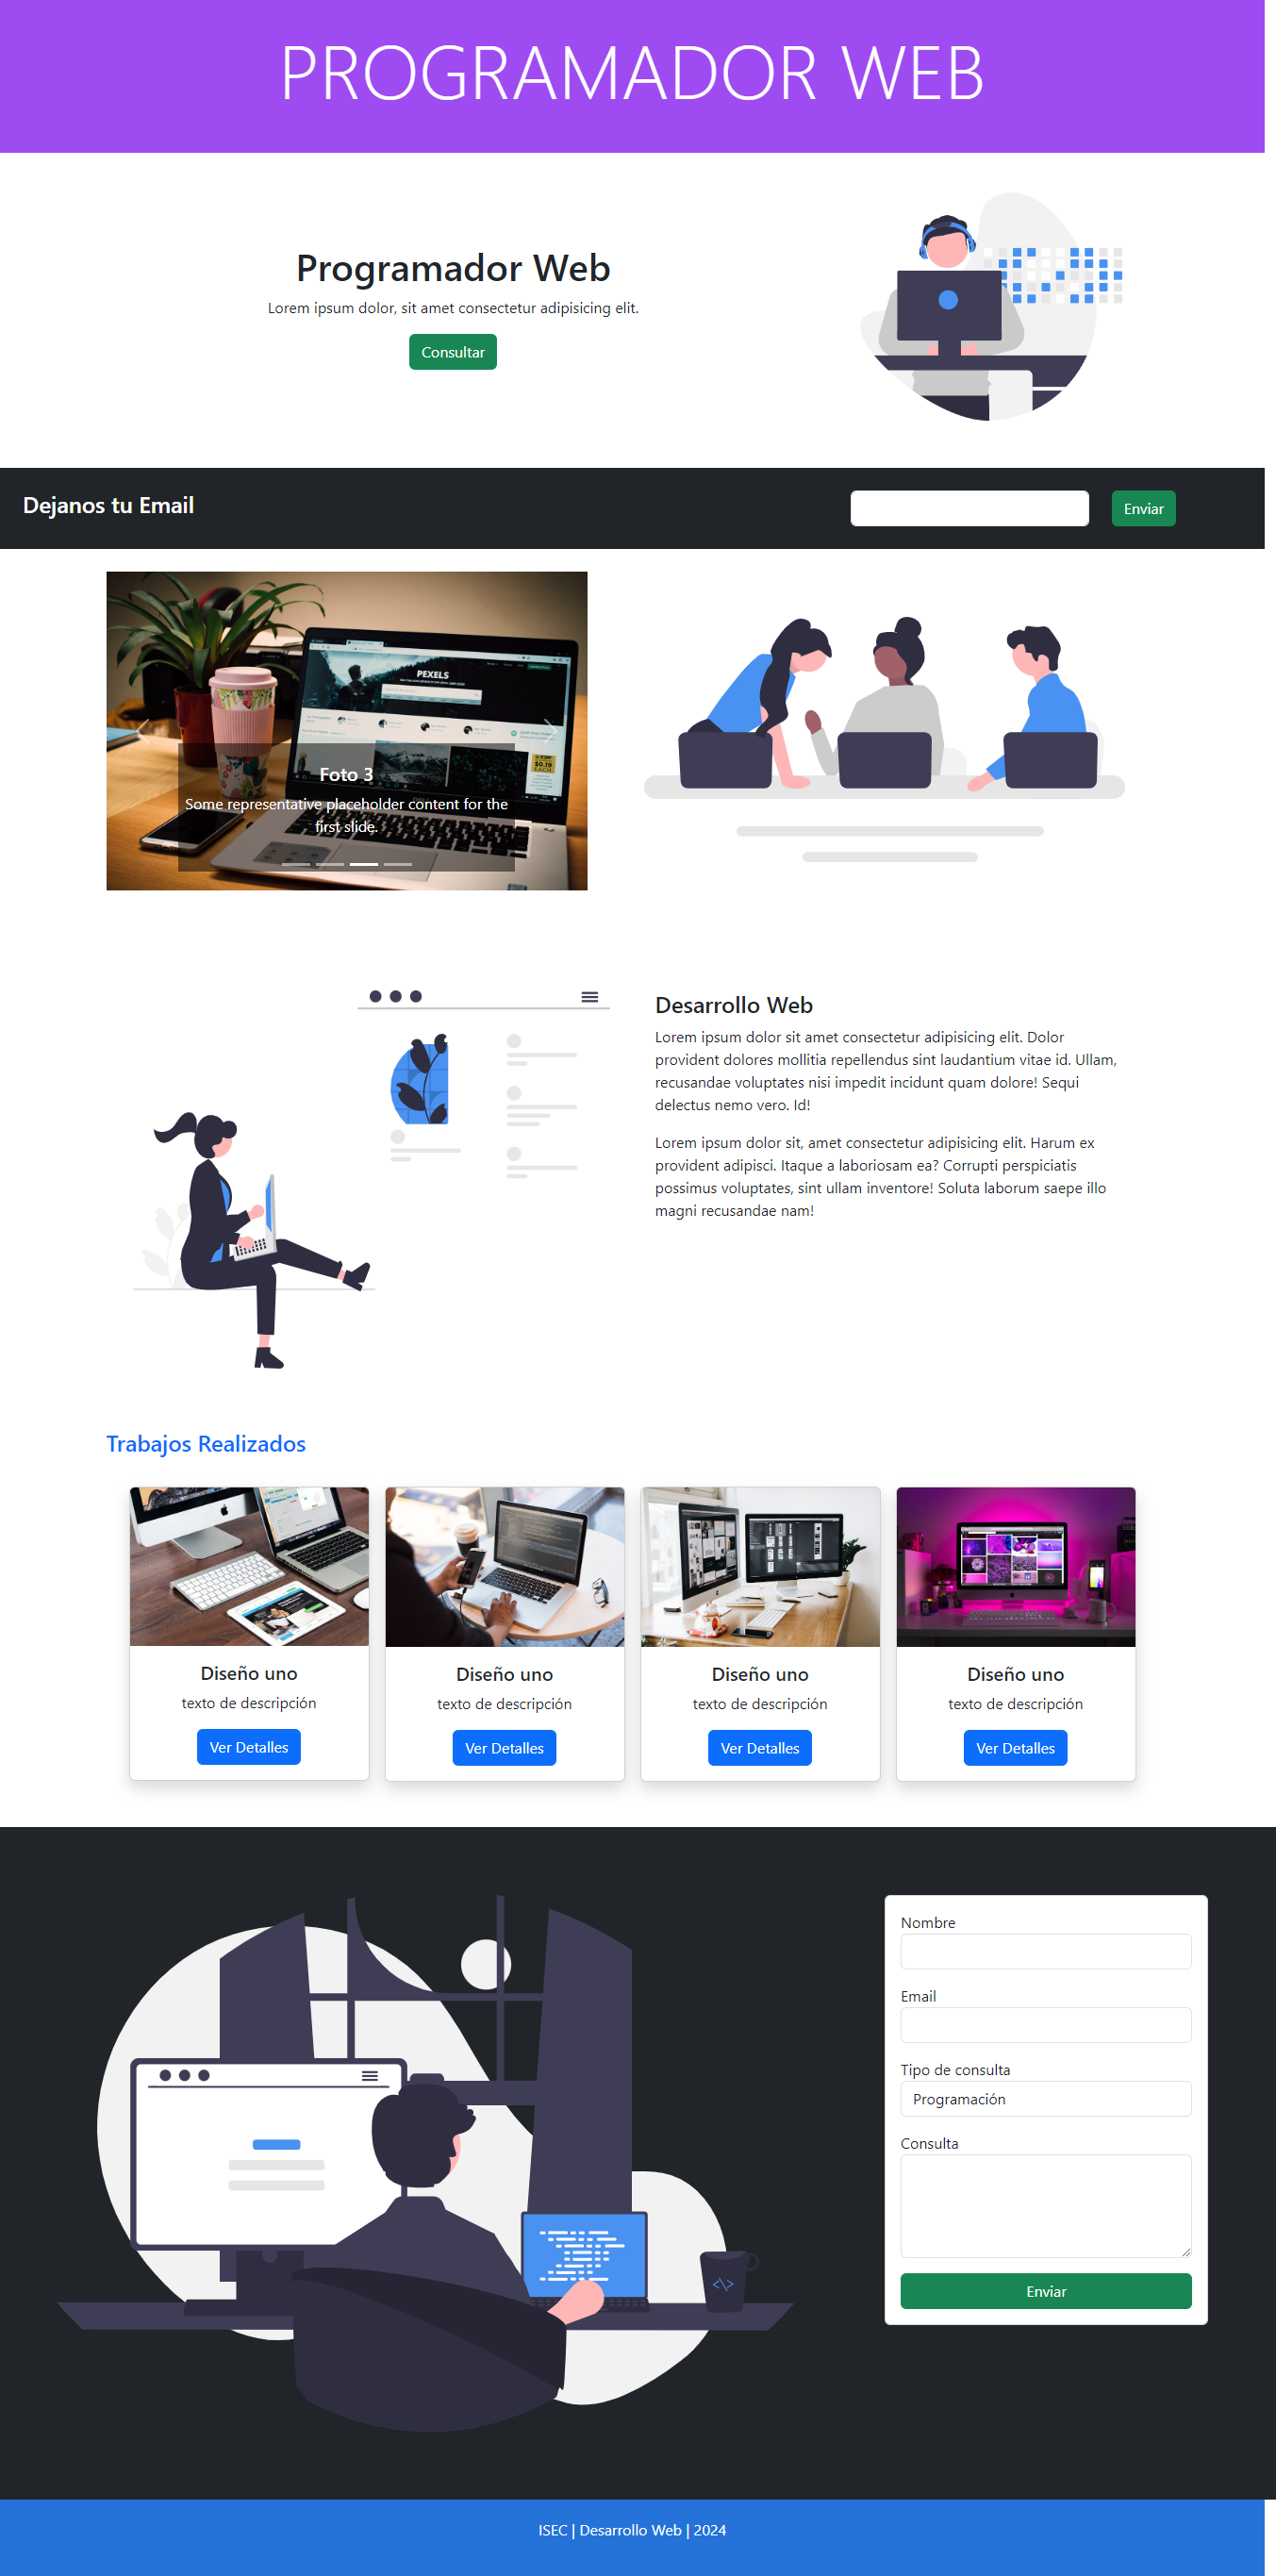 PROGRAMADOR WEB
Programador Web
Lorem ipsum dolor, sit amet consectetur adipisicing elit.
Consultar
Dejanos tu Email
Enviar
PEXELS
$0.19
EACH
Foto 3
Some representative placeholder content for the
first slide.
Desarrollo Web
Lorem ipsum dolor sit amet consectetur adipisicing elit. Dolor
provident dolores mollitia repellendus sint laudantium vitae id. Ullam,
recusandae voluptates nisi impedit incidunt quam dolore! Sequi
delectus nemo vero. Id!
Lorem ipsum dolor sit, amet consectetur adipisicing elit. Harum ex
provident adipisci. Itaque a laboriosam ea? Corrupti perspiciatis
possimus voluptates, sint ullam inventore! Soluta laborum saepe illo
magni recusandae nam!
Trabajos Realizados
Diseño uno
texto de descripción
Ver Detalles
Diseño uno
texto de descripción
Ver Detalles
Diseño uno
texto de descripción
Ver Detalles
Diseño uno
texto de descripción
Ver Detalles
Nombre
Email
Tipo de consulta
Programación
Consulta
Enviar
<\>
ISEC | Desarrollo Web | 2024